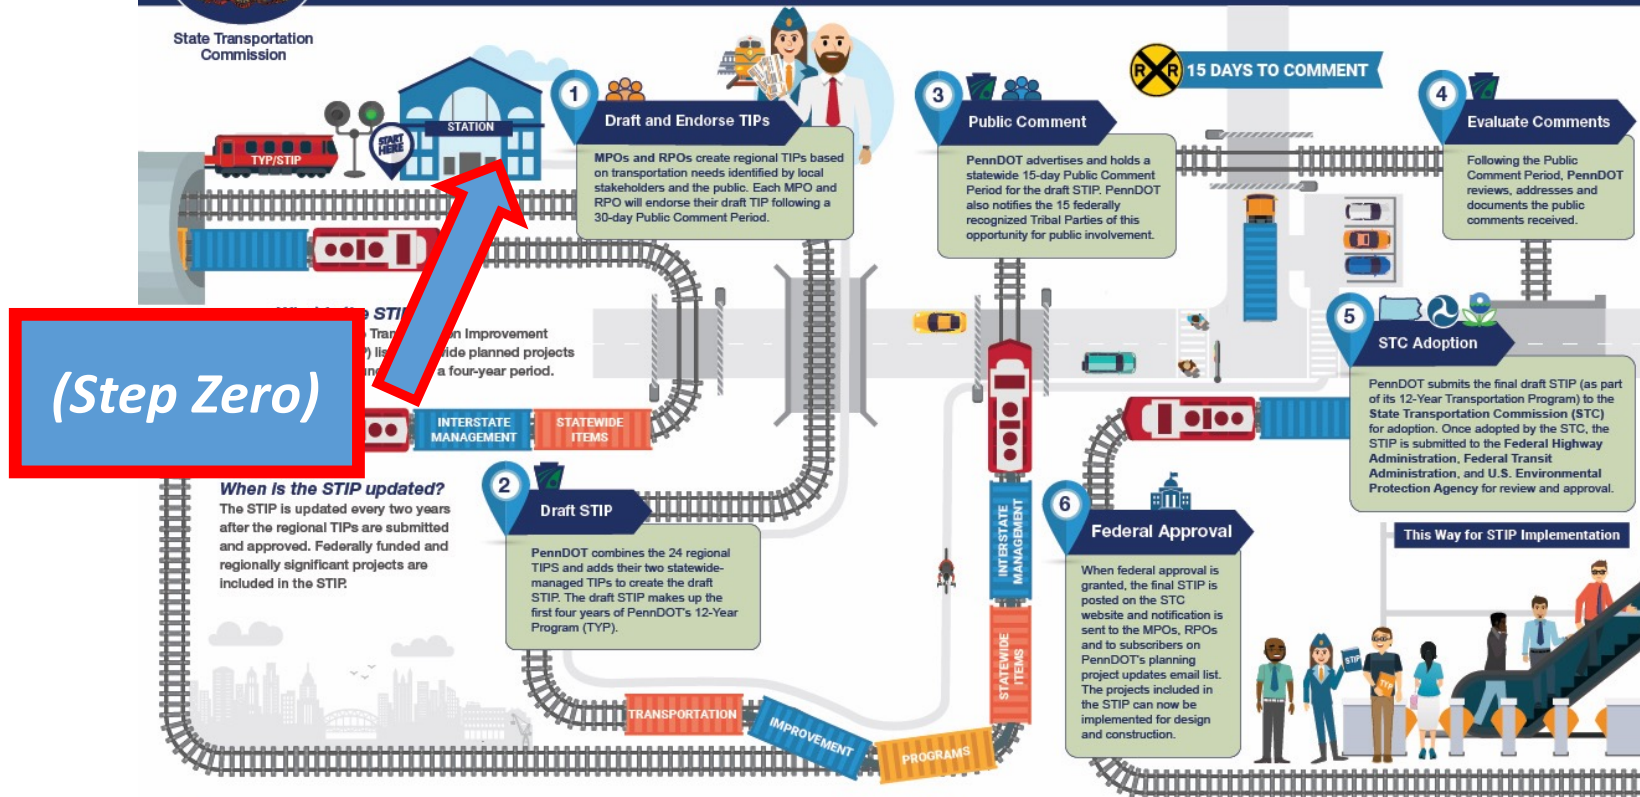 State Transportation
Commission
TYP/STIP
START
HERE
STATION
1
Draft and Endorse TIPs
MPOs and RPOs create regional TIPs based
on transportation needs identified by local
stakeholders and the public. Each MPO and
RPO will endorse their draft TIP following a
30-day Public Comment Period.
3
Public Comment
PennDOT advertises and holds a
statewide 15-day Public Comment
Period for the draft STIP. PennDOT
also notifies the 15 federally
recognized Tribal Parties of this
opportunity for public involvement.
R R
15 DAYS TO COMMENT
4
Evaluate Comments
Following the Public
Comment Period, PennDOT
reviews, addresses and
documents the public
comments received.
(Step Zero)
STIP
Improvement
planned projects
a four-year period.
INTERSTATE
MANAGEMENT
STATEWIDE
ITEMS
When is the STIP updated?
The STIP is updated every two years
after the regional TIPs are submitted
and approved. Federally funded and
regionally significant projects are
included in the STIP.
2
Draft STIP
PennDOT combines the 24 regional
TIPS and adds their two statewide-
managed TIPs to create the draft
STIP. The draft STIP makes up the
first four years of PennDOT's 12-Year
Program (TYP).
TRANSPORTATION
IMPROVEMENT
PROGRAMS
STATEWIDE
ITEMS
INTERSTATE
MANAGEMENT
5
STC Adoption
PennDOT submits the final draft STIP (as part
of its 12-Year Transportation Program) to the
State Transportation Commission (STC)
for adoption. Once adopted by the STC, the
STIP is submitted to the Federal Highway
Administration, Federal Transit
Administration, and U.S. Environmental
Protection Agency for review and approval.
6
Federal Approval
When federal approval is
granted, the final STIP is
posted on the STC
website and notification is
sent to the MPOs, RPOs
and to subscribers on
PennDOT's planning
project updates email list.
The projects included in
the STIP can now be
implemented for design
and construction.
This Way for STIP Implementation
STIP
TYP